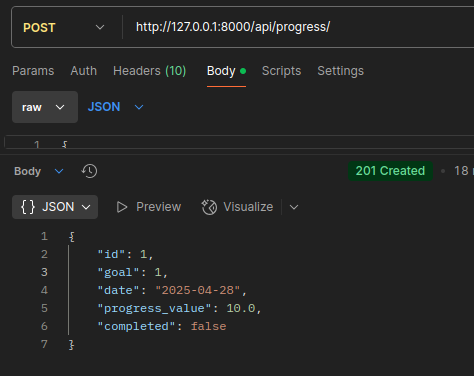 POST http://127.0.0.1:8000/api/progress/
Params Auth Headers (10) Body Scripts Settings
raw JSON
1 {
Body 201 Created 18
{} JSON Preview Visualize
1 {
2 "id": 1,
3 "goal": 1,
4 "date": "2025-04-28",
5 "progress_value": 10.0,
6 "completed": false
7 }